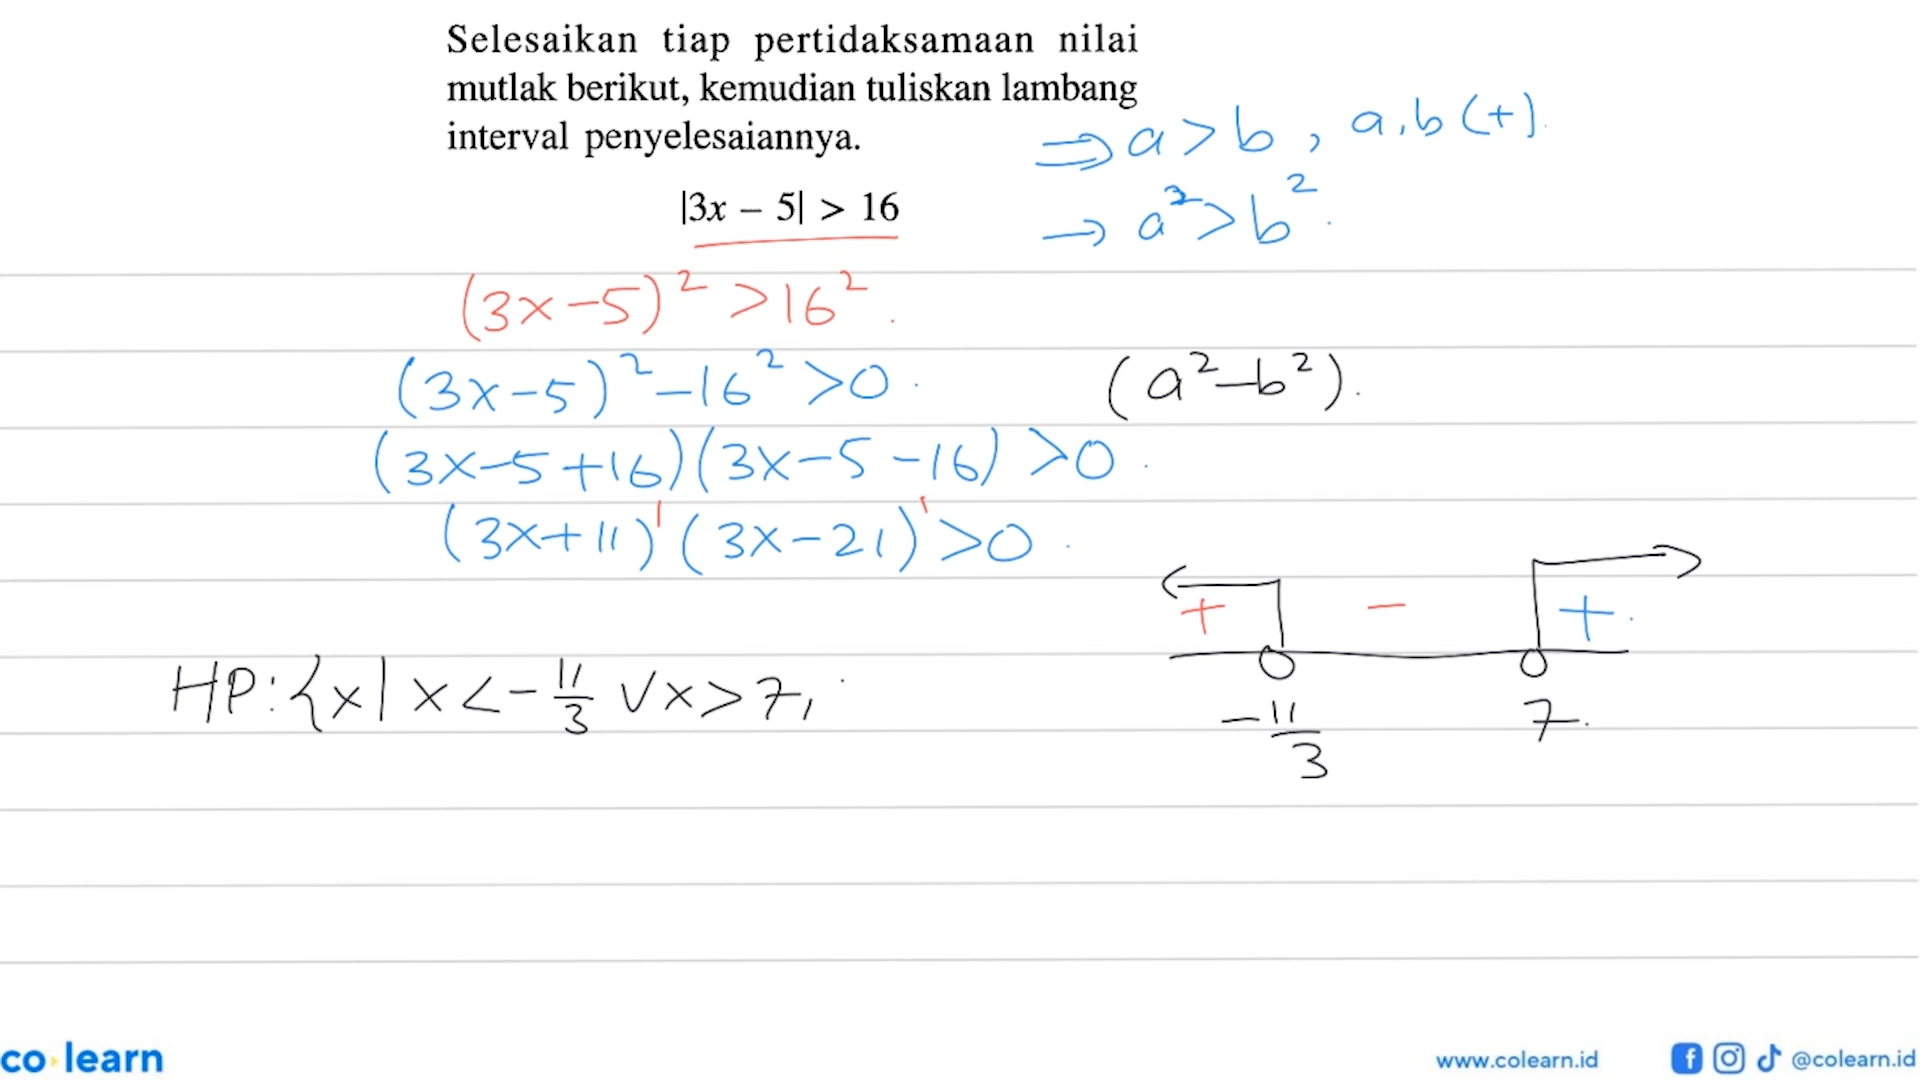 Selesaikan tiap pertidaksamaan nilai
mutlak berikut, kemudian tuliskan lambang
interval penyelesaiannya.
|3x – 5| > 16
⇒ a > b, a,b (+).
→ a² > b².
(3x-5)² > 16².
(3x-5)² - 16² > 0.
(a² - b²).
(3x-5+16)(3x-5-16) > 0.
(3x+11)' (3x-21)' > 0.
+ - +.
-11/3 7.
HP: {x| x < -11/3 ∨ x > 7,
co learn
www.colearn.id
@colearn.id